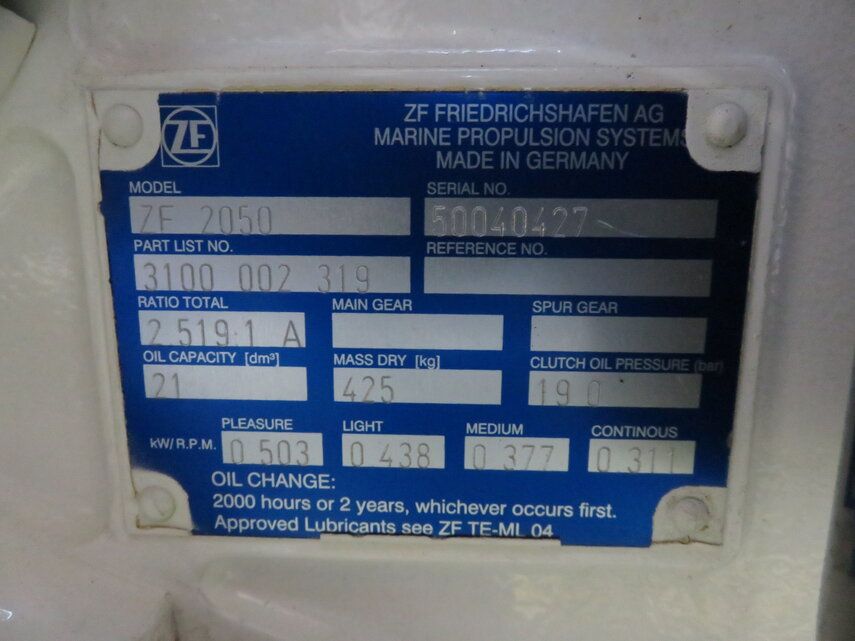 ZF
ZF FRIEDRICHSHAFEN AG
MARINE PROPULSION SYSTEMS
MADE IN GERMANY
MODEL
ZF 2050
SERIAL NO.
50040427
PART LIST NO.
3100 002 319
REFERENCE NO.
RATIO TOTAL
2.519:1 A
MAIN GEAR
SPUR GEAR
OIL CAPACITY [dm³]
21
MASS DRY [kg]
425
CLUTCH OIL PRESSURE (bar)
19 0
kW/R.P.M.
PLEASURE
0 503
LIGHT
0 438
MEDIUM
0 377
CONTINOUS
0 311
OIL CHANGE:
2000 hours or 2 years, whichever occurs first.
Approved Lubricants see ZF TE-ML 04